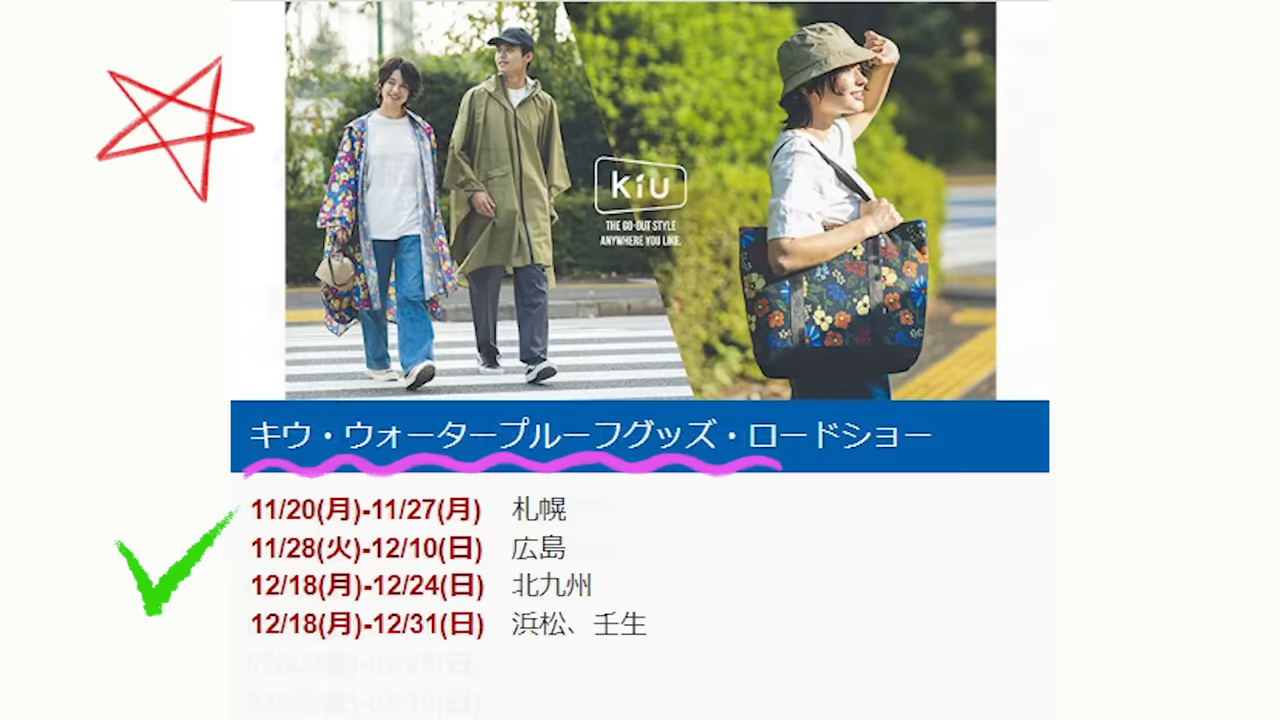 KiU
THE GO-OUT STYLE
ANYWHERE YOU LIKE.
キウ・ウォータープルーフグッズ・ロードショー
11/20(月)-11/27(月) 札幌
11/28(火)-12/10(日) 広島
12/18(月)-12/24(日) 北九州
12/18(月)-12/31(日) 浜松、壬生